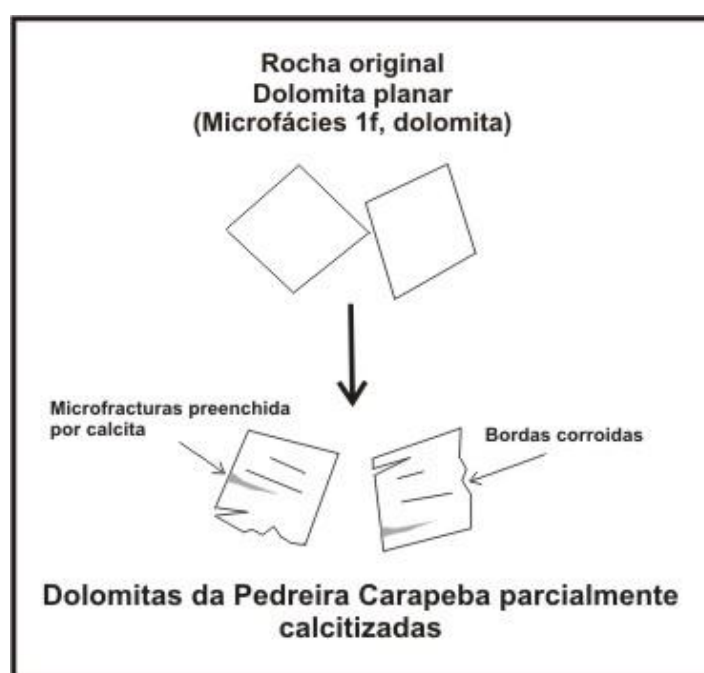 Rocha original
Dolomita planar
(Microfácies 1f, dolomita)
Microfracturas preenchida
por calcita
Bordas corroidas
Dolomitas da Pedreira Carapeba parcialmente
calcitizadas